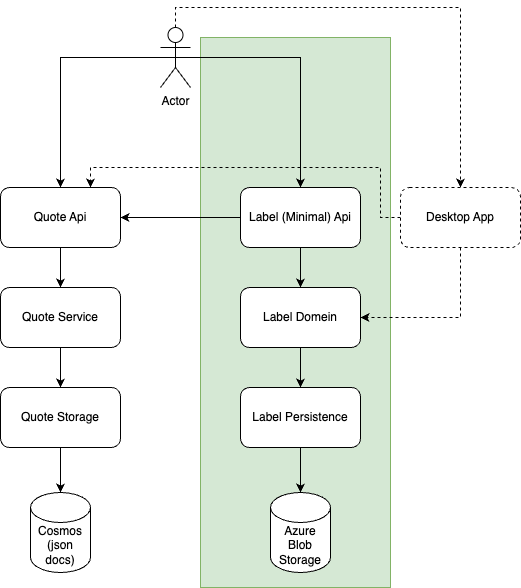 Actor
Quote Api
Label (Minimal) Api
Desktop App
Quote Service
Label Domain
Quote Storage
Label Persistence
Cosmos
(json
docs)
Azure
Blob
Storage